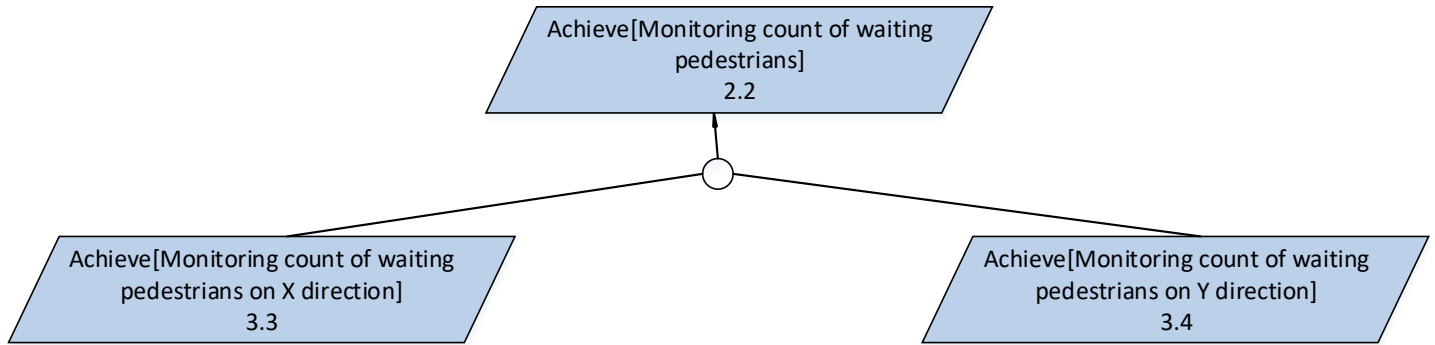 Achieve[Monitoring count of waiting
pedestrians]
2.2
Achieve[Monitoring count of waiting
pedestrians on X direction]
3.3
Achieve[Monitoring count of waiting
pedestrians on Y direction]
3.4